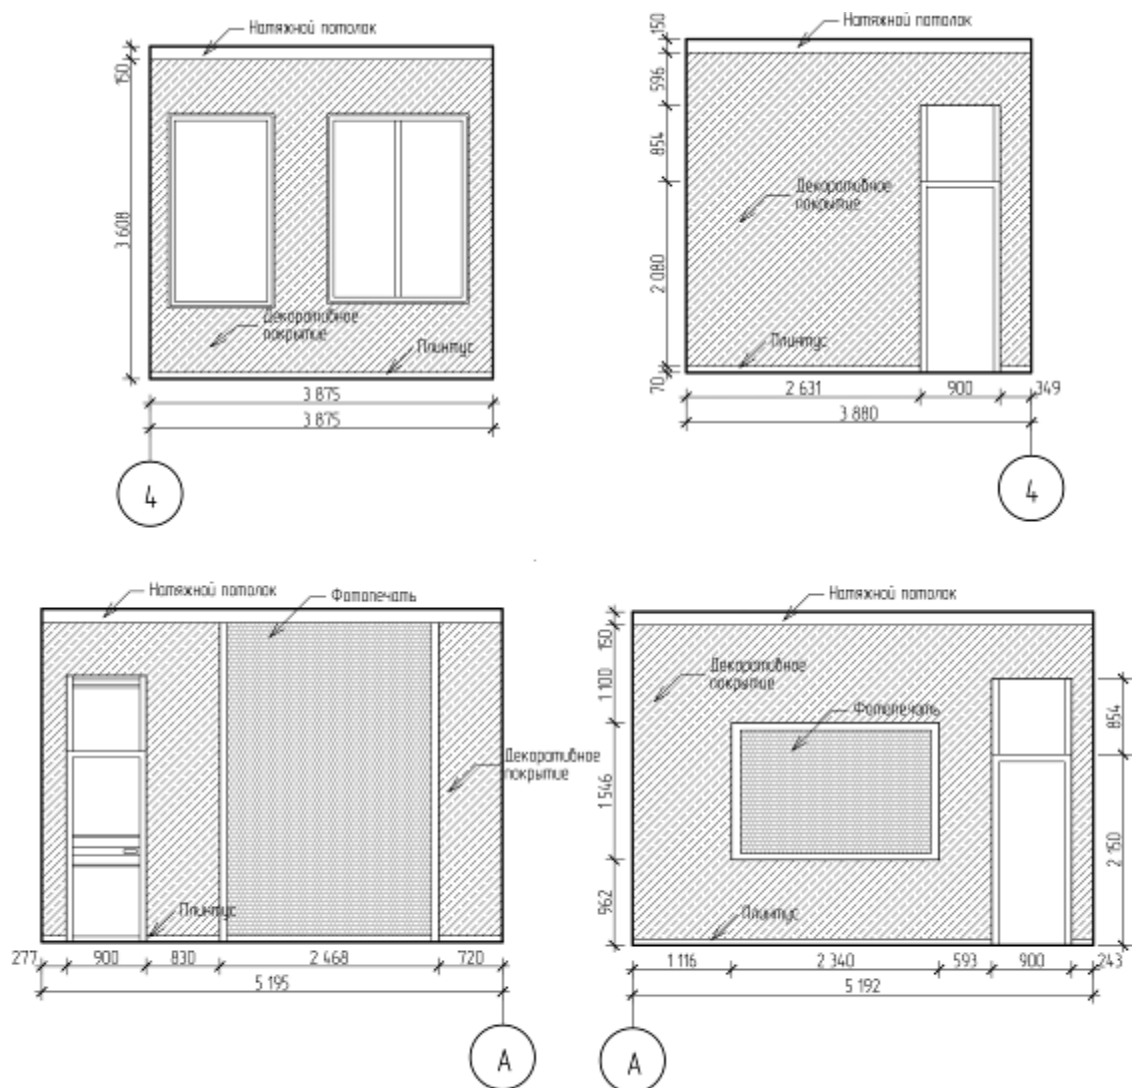 Натяжной потолок
150
3 608
Декоративное
покрытие
Плинтус
3 875
3 875
4
Натяжной потолок
150
596
854
2 080
70
Декоративное
покрытие
Плинтус
2 631
900
349
3 880
4
Натяжной потолок
Фотопечать
Декоративное
покрытие
Плинтус
277
900
830
2 468
720
5 195
А
Натяжной потолок
150
1 100
1 546
962
Декоративное
покрытие
Фотопечать
Плинтус
854
2 150
1 116
2 340
593
900
243
5 192
А